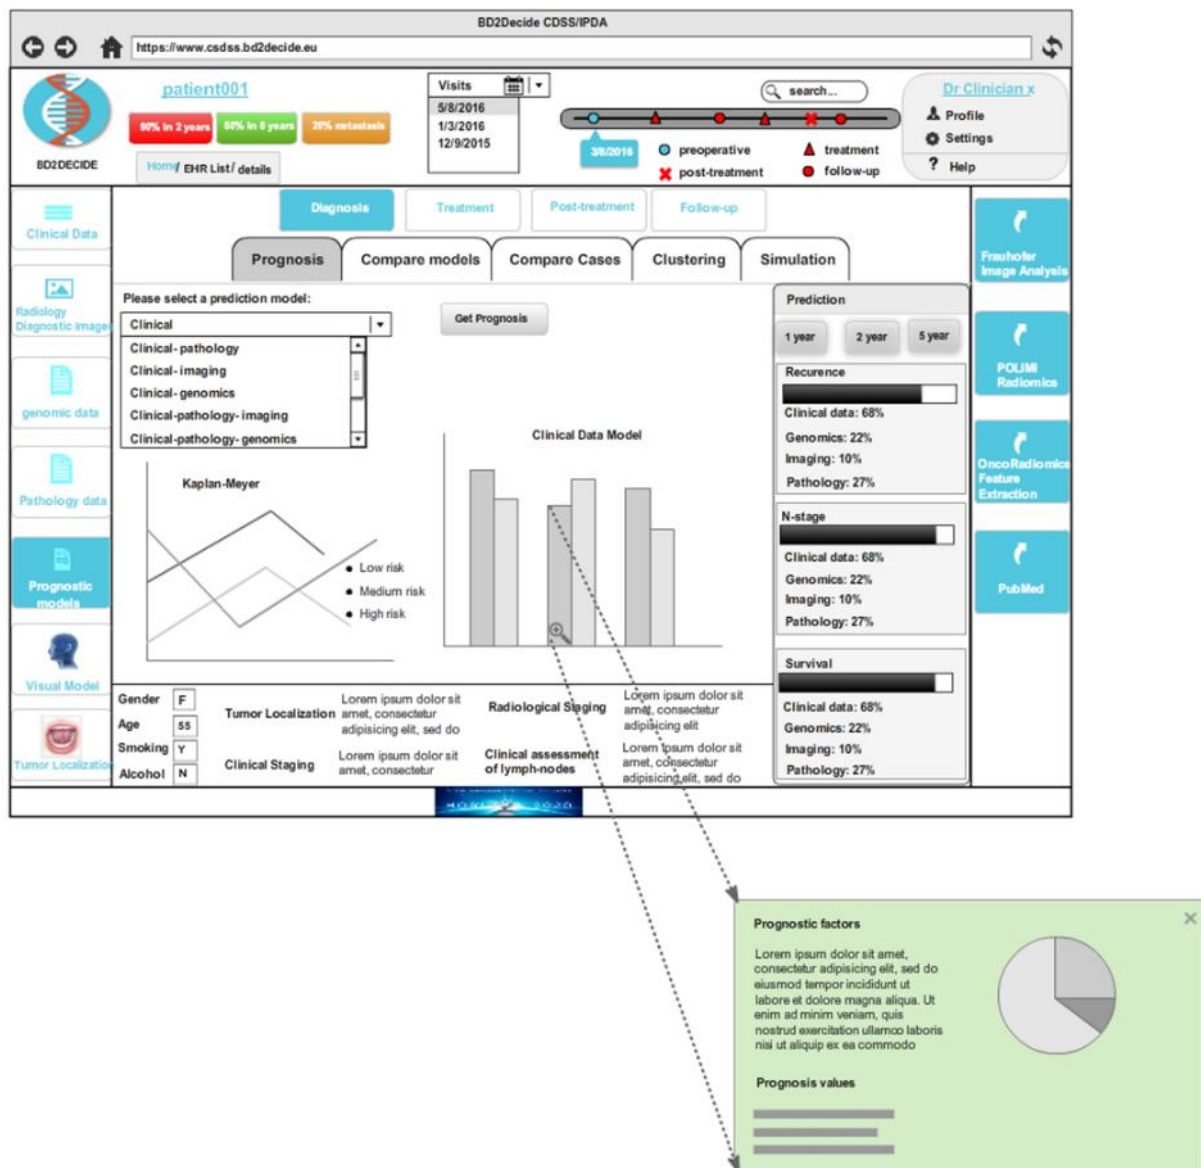 BD2Decide CDSS/IPDA
https://www.csdss.bd2decide.eu
BD2DECIDE
patient001
90% in 2 years
50% in 5 years
20% metastasis
Home/ EHR List/ details
Visits
5/8/2016
1/3/2016
12/9/2015
search...
3/8/2016
preoperative
treatment
post-treatment
follow-up
Dr Clinician x
Profile
Settings
? Help
Clinical Data
Radiology
Diagnostic Images
genomic data
Pathology data
Prognostic
models
Visual Model
Tumor Localization
Diagnosis
Treatment
Post-treatment
Follow-up
Prognosis
Compare models
Compare Cases
Clustering
Simulation
Please select a prediction model:
Clinical
Clinical- pathology
Clinical- imaging
Clinical- genomics
Clinical-pathology- imaging
Clinical-pathology- genomics
Get Prognosis
Kaplan-Meyer
Low risk
Medium risk
High risk
Clinical Data Model
Prediction
1 year
2 year
5 year
Recurence
Clinical data: 68%
Genomics: 22%
Imaging: 10%
Pathology: 27%
N-stage
Clinical data: 68%
Genomics: 22%
Imaging: 10%
Pathology: 27%
Survival
Clinical data: 68%
Genomics: 22%
Imaging: 10%
Pathology: 27%
Frauhofer
Image Analysis
POLIMI
Radiomics
OncoRadiomics
Feature
Extraction
PubMed
Gender F
Age 55
Smoking Y
Alcohol N
Tumor Localization
Lorem ipsum dolor sit
amet, consectetur
adipisicing elit, sed do
Clinical Staging
Lorem ipsum dolor sit
amet, consectetur
Radiological Staging
Lorem ipsum dolor sit
amet, consectetur
adipisicing elit
Clinical assessment
of lymph-nodes
Lorem ipsum dolor sit
amet, consectetur
adipisicing elit, sed do
HORIZON 2020
Prognostic factors
Lorem ipsum dolor sit amet,
consectetur adipisicing elit, sed do
eiusmod tempor incididunt ut
labore et dolore magna aliqua. Ut
enim ad minim veniam, quis
nostrud exercitation ullamco laboris
nisi ut aliquip ex ea commodo
Prognosis values